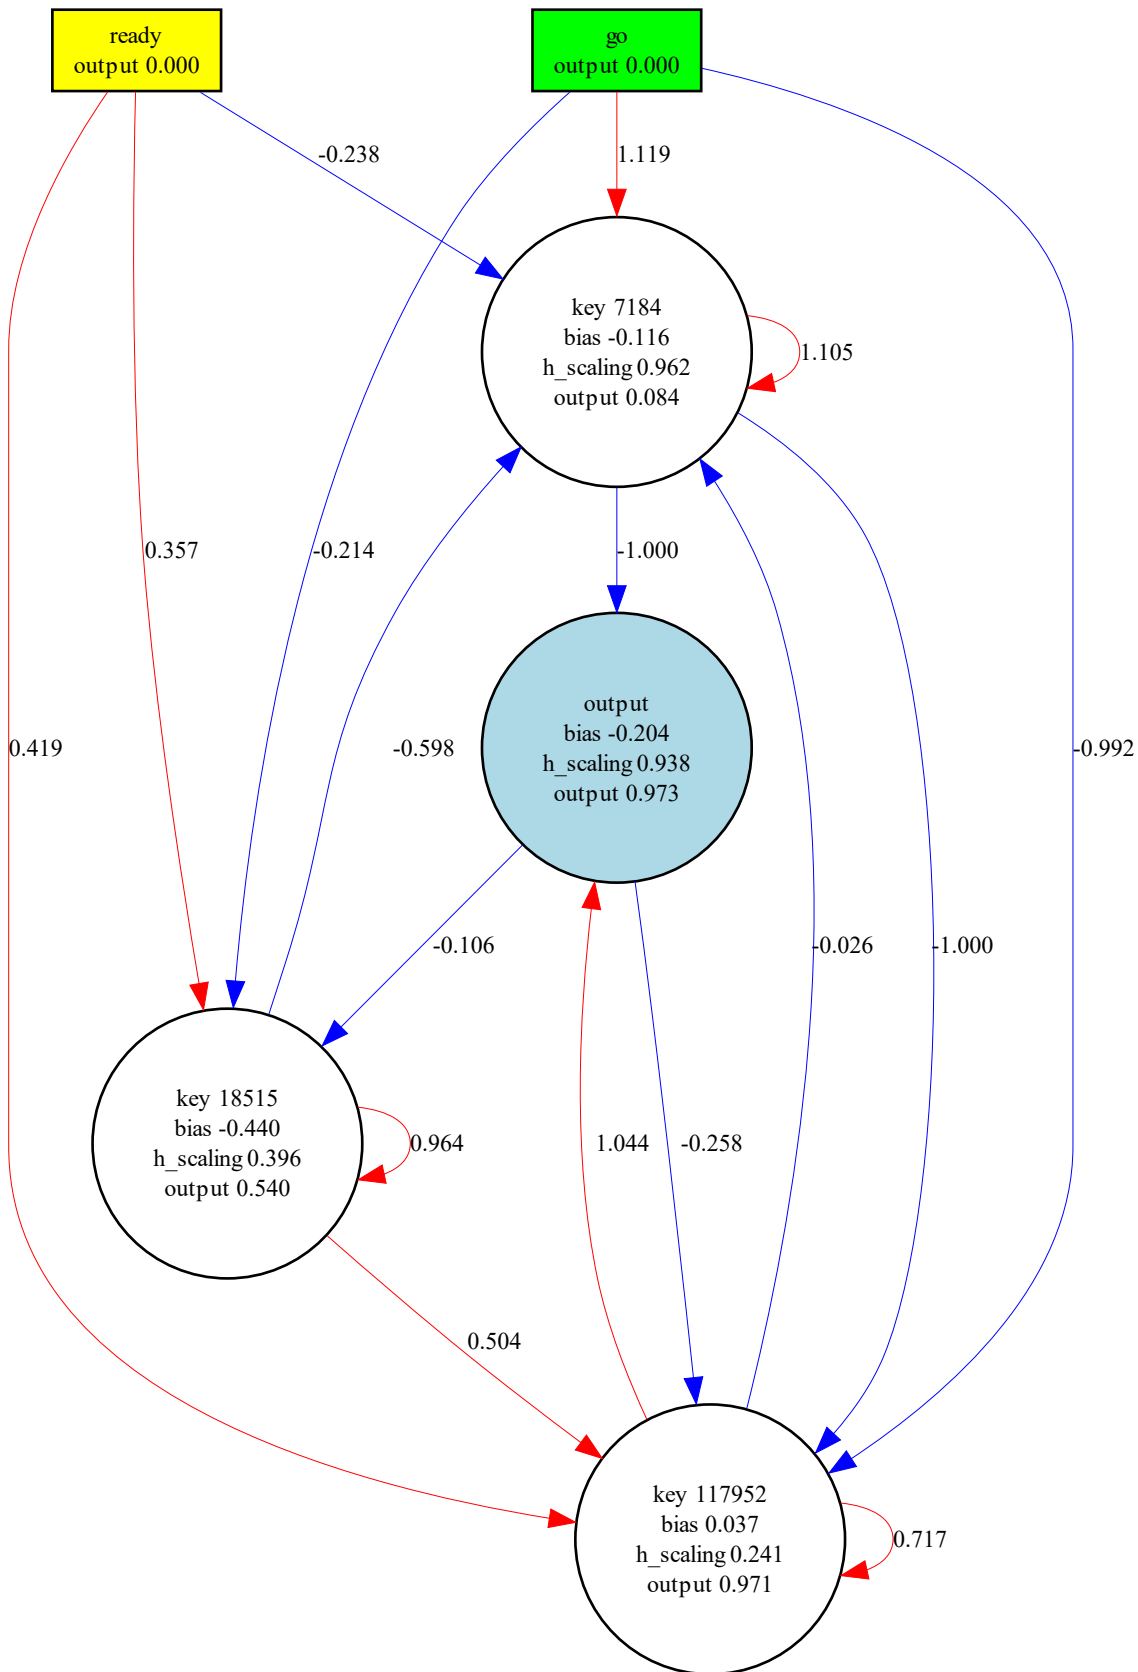 ready
output 0.000
go
output 0.000
-0.238
1.119
key 7184
bias -0.116
h_scaling 0.962
output 0.084
1.105
0.357
-0.214
-1.000
output
bias -0.204
h_scaling 0.938
output 0.973
0.419
-0.598
-0.992
-0.106
-0.026
-1.000
key 18515
bias -0.440
h_scaling 0.396
output 0.540
0.964
1.044
-0.258
0.504
key 117952
bias 0.037
h_scaling 0.241
output 0.971
0.717